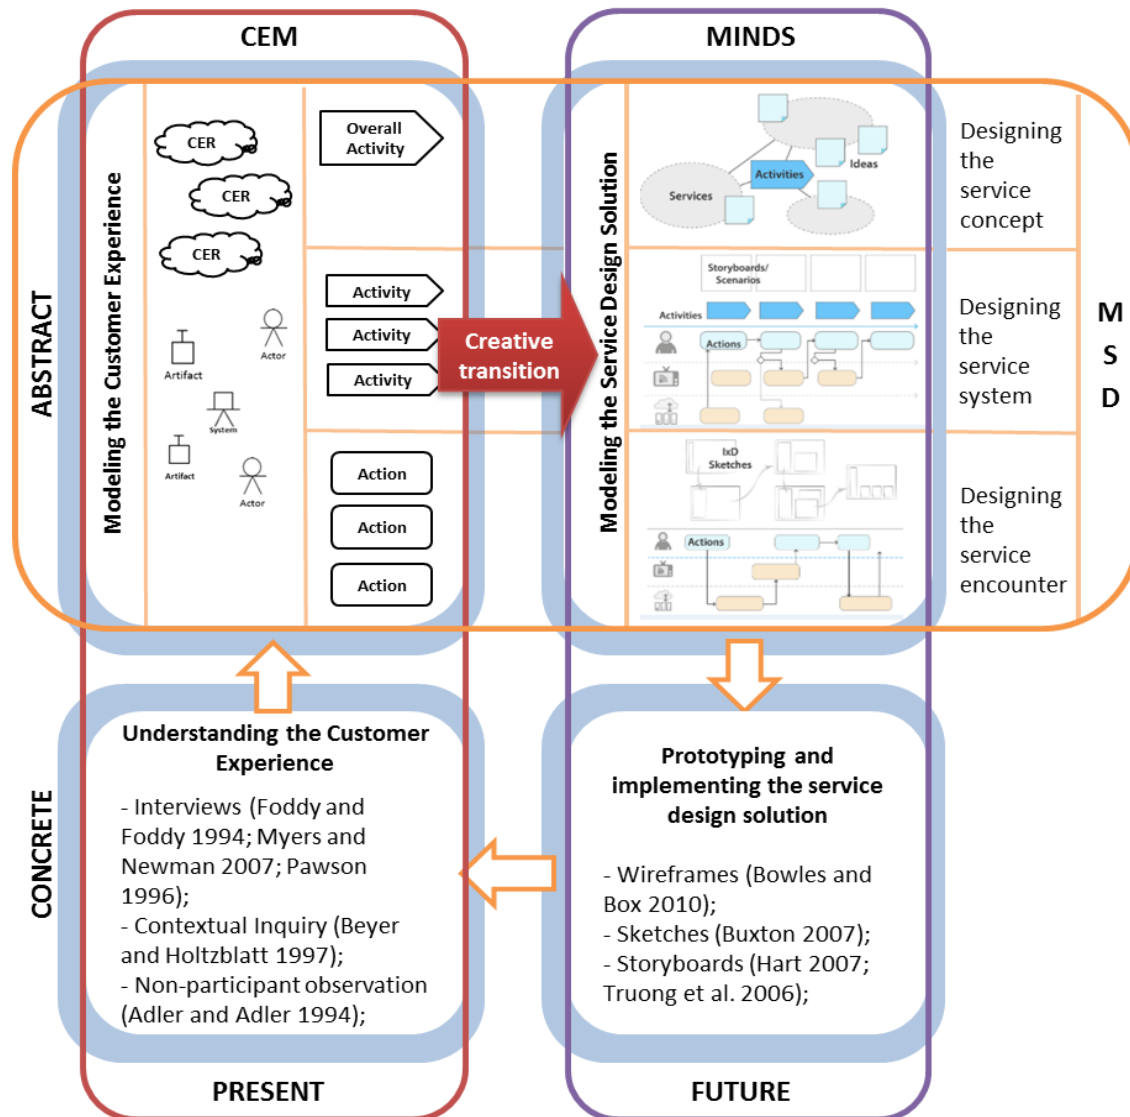 CEM
MINDS
ABSTRACT
Modeling the Customer Experience
CER
CER
CER
Artifact
Actor
System
Artifact
Actor
Overall
Activity
Activity
Activity
Activity
Action
Action
Action
Creative
transition
Modeling the Service Design Solution
Services
Activities
Ideas
Storyboards/
Scenarios
Activities
Actions
IxD
Sketches
Actions
Designing
the
service
concept
Designing
the
service
system
Designing
the
service
encounter
M
S
D
CONCRETE
Understanding the Customer
Experience
- Interviews (Foddy and
Foddy 1994; Myers and
Newman 2007; Pawson
1996);
- Contextual Inquiry (Beyer
and Holtzblatt 1997);
- Non-participant observation
(Adler and Adler 1994);
Prototyping and
implementing the service
design solution
- Wireframes (Bowles and
Box 2010);
- Sketches (Buxton 2007);
- Storyboards (Hart 2007;
Truong et al. 2006);
PRESENT
FUTURE